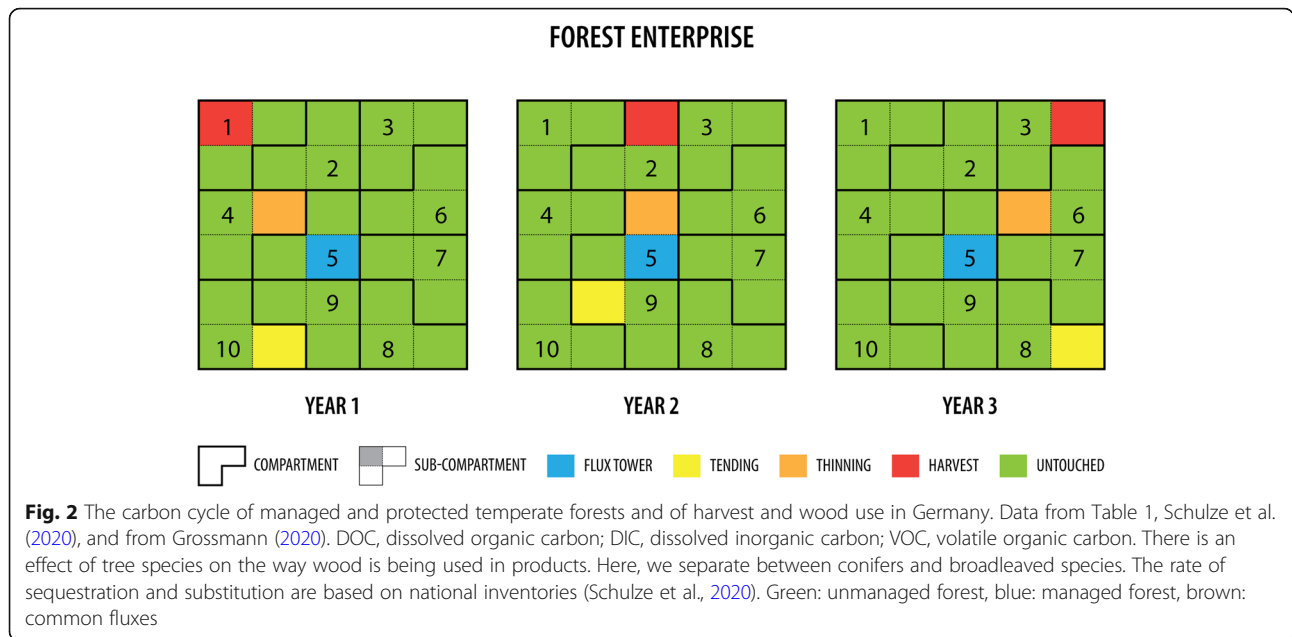 FOREST ENTERPRISE
1 3
2
4 6
5 7
9
10 8
YEAR 1
1 3
2
4 6
5 7
9
10 8
YEAR 2
1 3
2
4 6
5 7
9
10 8
YEAR 3
COMPARTMENT SUB-COMPARTMENT FLUX TOWER TENDING THINNING HARVEST UNTOUCHED
Fig. 2 The carbon cycle of managed and protected temperate forests and of harvest and wood use in Germany. Data from Table 1, Schulze et al.
(2020), and from Grossmann (2020). DOC, dissolved organic carbon; DIC, dissolved inorganic carbon; VOC, volatile organic carbon. There is an
effect of tree species on the way wood is being used in products. Here, we separate between conifers and broadleaved species. The rate of
sequestration and substitution are based on national inventories (Schulze et al., 2020). Green: unmanaged forest, blue: managed forest, brown:
common fluxes